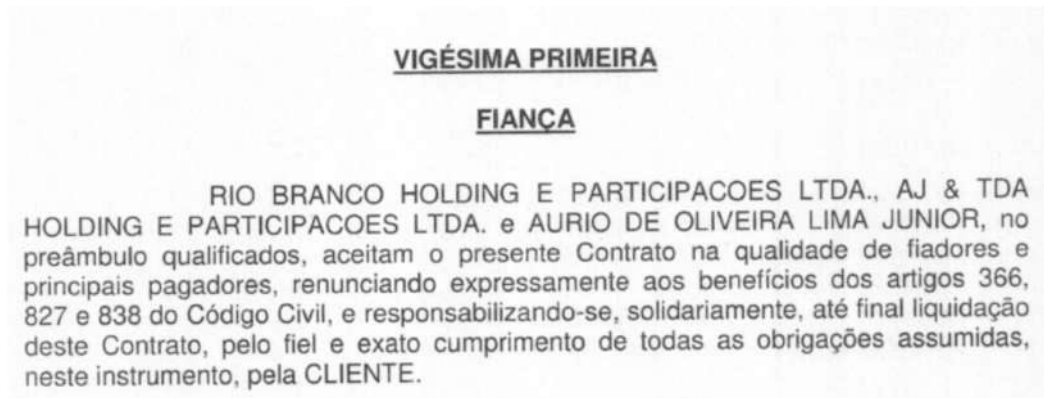 VIGÉSIMA PRIMEIRA
FIANÇA
RIO BRANCO HOLDING E PARTICIPACOES LTDA., AJ & TDA
HOLDING E PARTICIPACOES LTDA. e AURIO DE OLIVEIRA LIMA JUNIOR, no
preâmbulo qualificados, aceitam o presente Contrato na qualidade de fiadores e
principais pagadores, renunciando expressamente aos benefícios dos artigos 366,
827 e 838 do Código Civil, e responsabilizando-se, solidariamente, até final liquidação
deste Contrato, pelo fiel e exato cumprimento de todas as obrigações assumidas,
neste instrumento, pela CLIENTE.